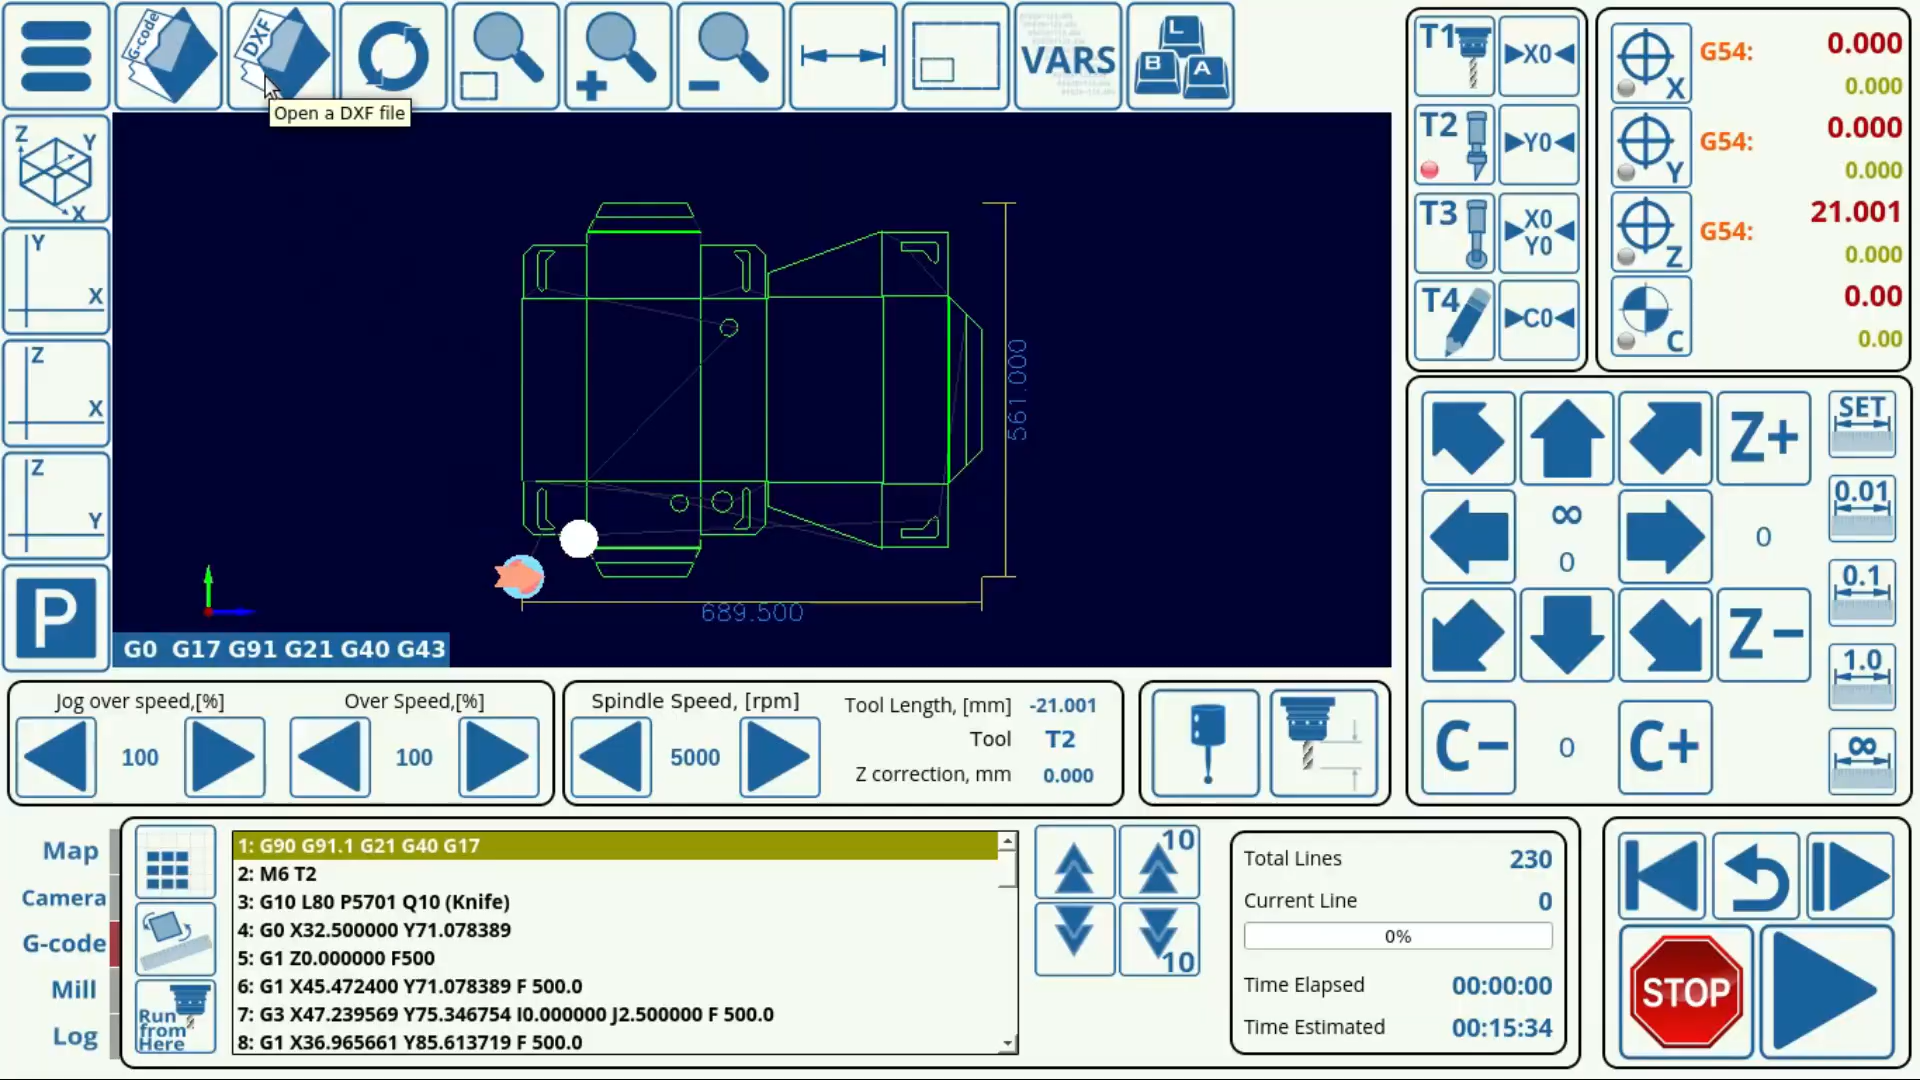 G-code
DXF
VARS
L
B
A
Open a DXF file
Z
Y
X
Y
X
Z
X
Z
Y
P
561.000
689.500
G0 G17 G91 G21 G40 G43
T1
X0
T2
Y0
T3
X0
Y0
T4
C0
X
G54:
0.000
0.000
Y
G54:
0.000
0.000
Z
G54:
21.001
0.000
C
0.00
0.00
Z+
SET
∞
0
0
0.01
0.1
Z-
1.0
C-
0
C+
∞
Jog over speed,[%]
100
Over Speed,[%]
100
Spindle Speed, [rpm]
5000
Tool Length, [mm] -21.001
Tool T2
Z correction, mm 0.000
Map
Camera
G-code
Mill
Log
Run
from
Here
1: G90 G91.1 G21 G40 G17
2: M6 T2
3: G10 L80 P5701 Q10 (Knife)
4: G0 X32.500000 Y71.078389
5: G1 Z0.000000 F500
6: G1 X45.472400 Y71.078389 F 500.0
7: G3 X47.239569 Y75.346754 I0.000000 J2.500000 F 500.0
8: G1 X36.965661 Y85.613719 F 500.0
10
10
Total Lines 230
Current Line 0
0%
Time Elapsed 00:00:00
Time Estimated 00:15:34
STOP